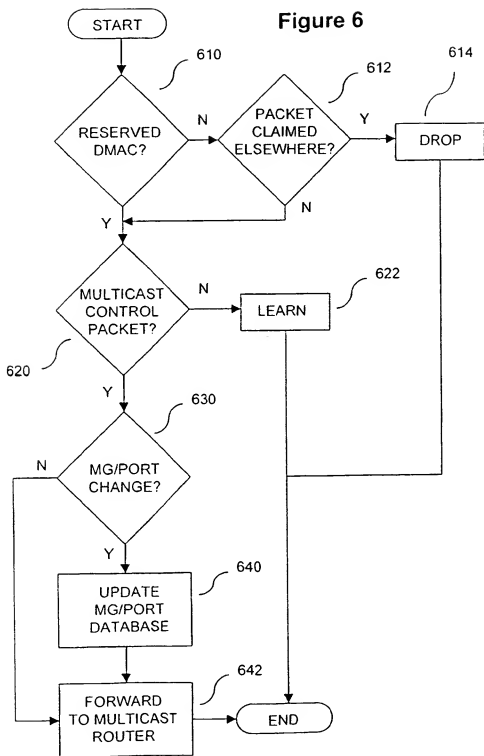 Figure 6
START
610
612
614
RESERVED
DMAC?
N
PACKET
CLAIMED
ELSEWHERE?
Y
DROP
Y
N
MULTICAST
CONTROL
PACKET?
N
LEARN
622
620
Y
630
MG/PORT
CHANGE?
N
Y
640
UPDATE
MG/PORT
DATABASE
642
FORWARD
TO MULTICAST
ROUTER
END